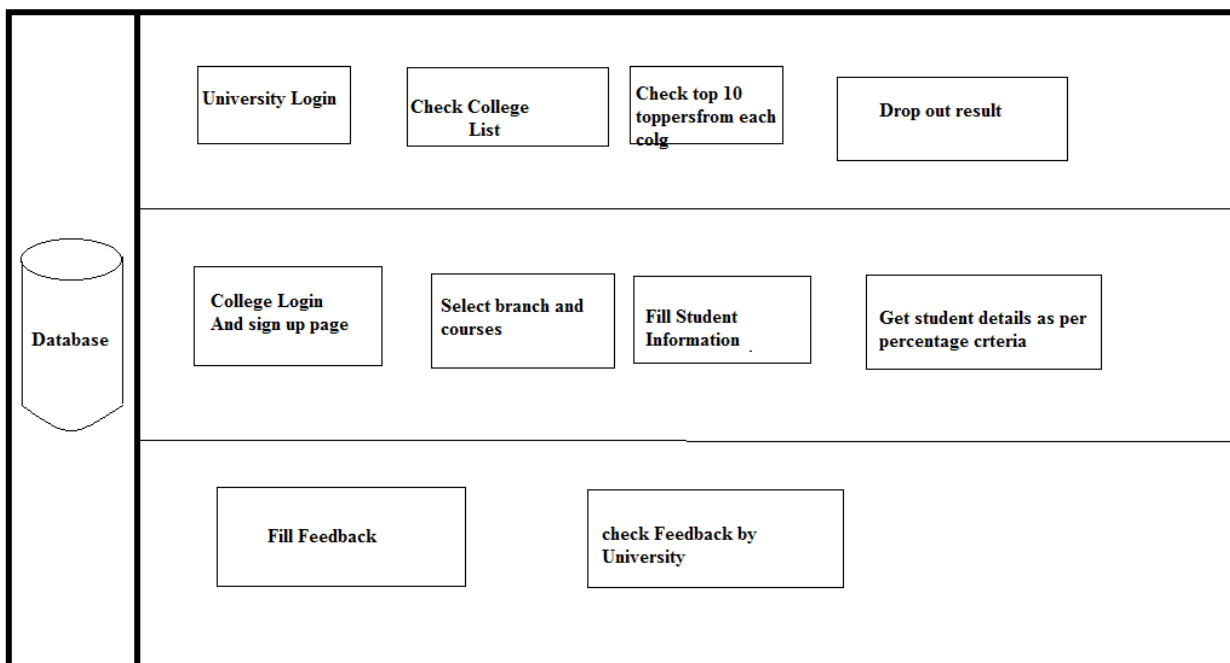 University Login
Check College
List
Check top 10
toppersfrom each
colg
Drop out result
Database
College Login
And sign up page
Select branch and
courses
Fill Student
Information
Get student details as per
percentage crteria
Fill Feedback
check Feedback by
University